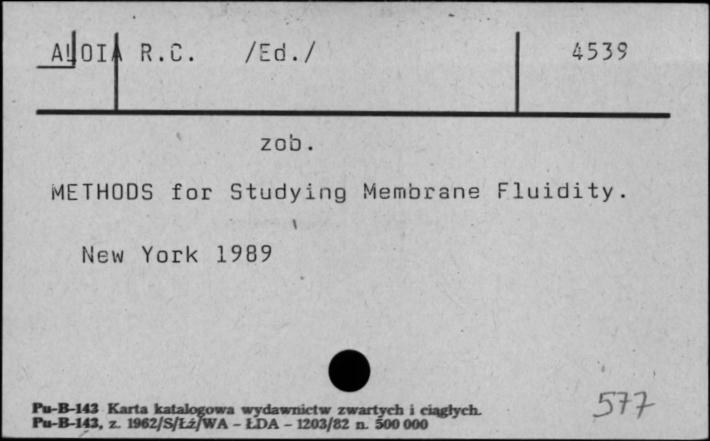 ALOIA R.C. /Ed./ 4539
zob.
METHODS for Studying Membrane Fluidity.
New York 1989
577
Pu-B-143 Karta katalogowa wydawnictw zwartych i ciągłych.
Pu-B-143, z. 1962/S/Łź/WA - ŁDA - 1203/82 n. 500 000